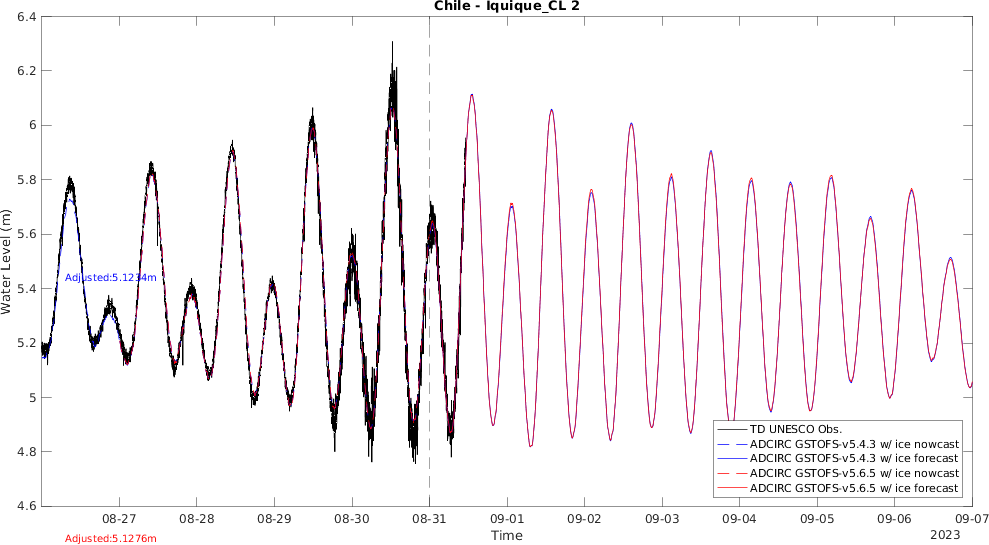 Chile - Iquique_CL 2
Water Level (m)
6.4
6.2
6
5.8
5.6
5.4
5.2
5
4.8
4.6
Adjusted:5.1234m
TD UNESCO Obs.
ADCIRC GSTOFS-v5.4.3 w/ ice nowcast
ADCIRC GSTOFS-v5.4.3 w/ ice forecast
ADCIRC GSTOFS-v5.6.5 w/ ice nowcast
ADCIRC GSTOFS-v5.6.5 w/ ice forecast
08-27 08-28 08-29 08-30 08-31 09-01 09-02 09-03 09-04 09-05 09-06 09-07
Time
2023
Adjusted:5.1276m